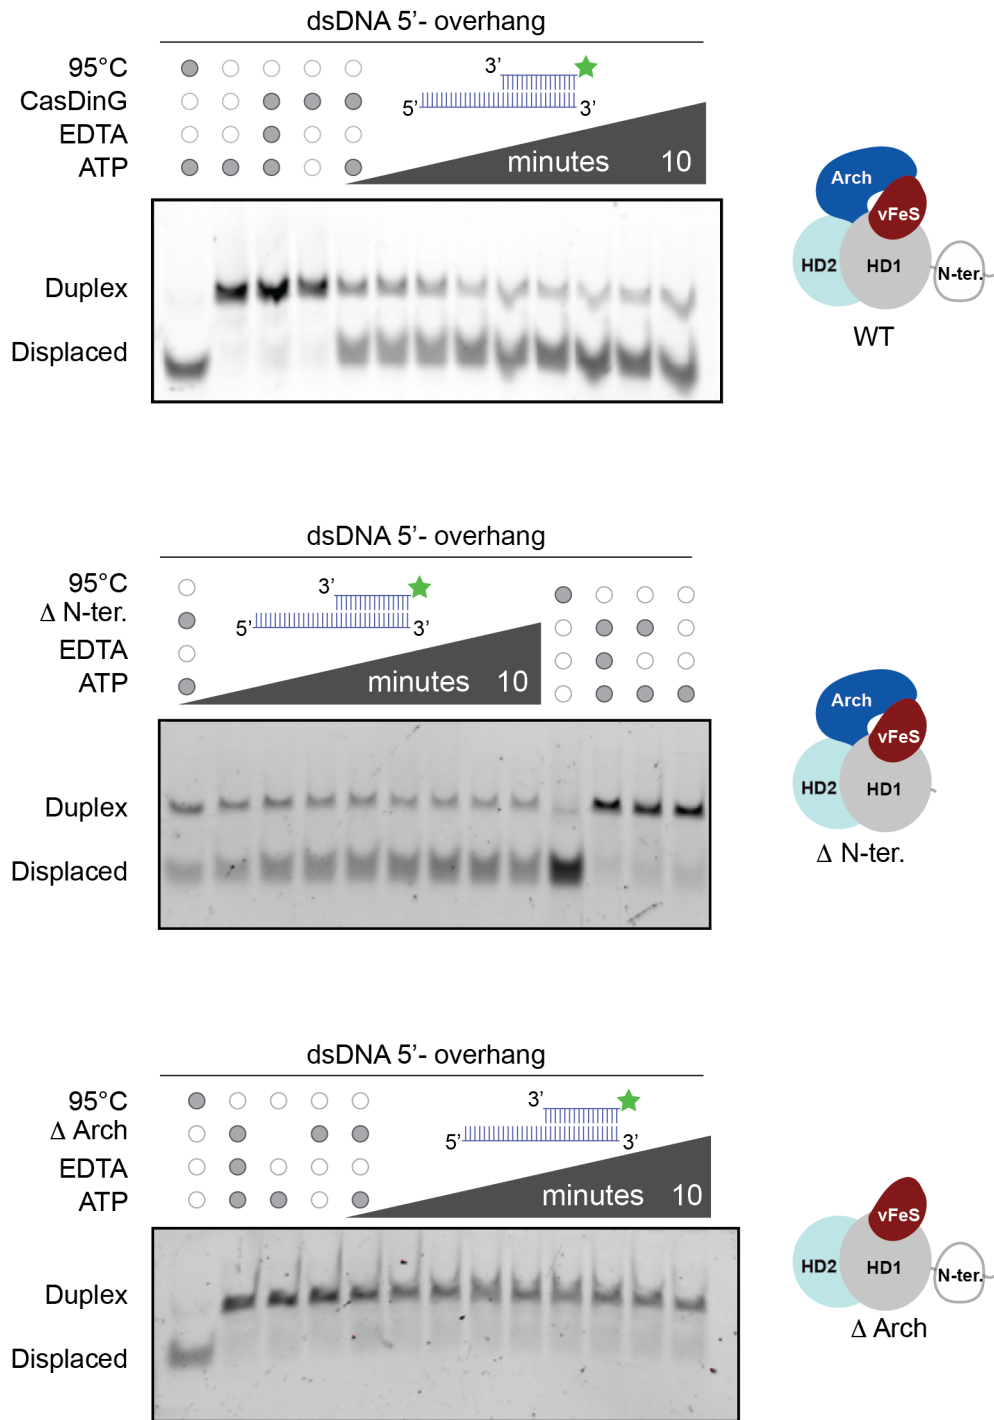 dsDNA 5’- overhang
95°C
CasDinG
EDTA
ATP
3’
5’
3’
minutes 10
Duplex
Displaced
Arch
vFeS
HD2
HD1
N-ter.
WT
dsDNA 5’- overhang
95°C
Δ N-ter.
EDTA
ATP
3’
5’
3’
minutes 10
Duplex
Displaced
Arch
vFeS
HD2
HD1
Δ N-ter.
dsDNA 5’- overhang
95°C
Δ Arch
EDTA
ATP
3’
5’
3’
minutes 10
Duplex
Displaced
vFeS
HD2
HD1
N-ter.
Δ Arch